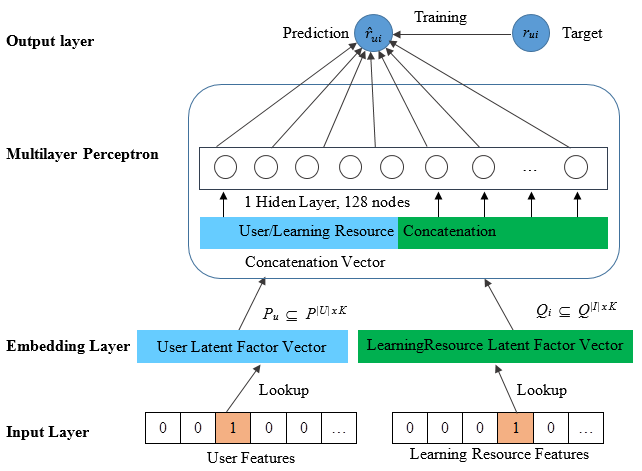 Training
Output layer
Prediction
r̂ui
rui
Target
Multilayer Perceptron
...
1 Hiden Layer, 128 nodes
User/Learning Resource Concatenation
Concatenation Vector
Pu ⊆ P|U|xK
Qi ⊆ Q|I|xK
Embedding Layer
User Latent Factor Vector
LearningResource Latent Factor Vector
Lookup
Lookup
Input Layer
0 0 1 0 0 ...
0 0 0 1 0 ...
User Features
Learning Resource Features